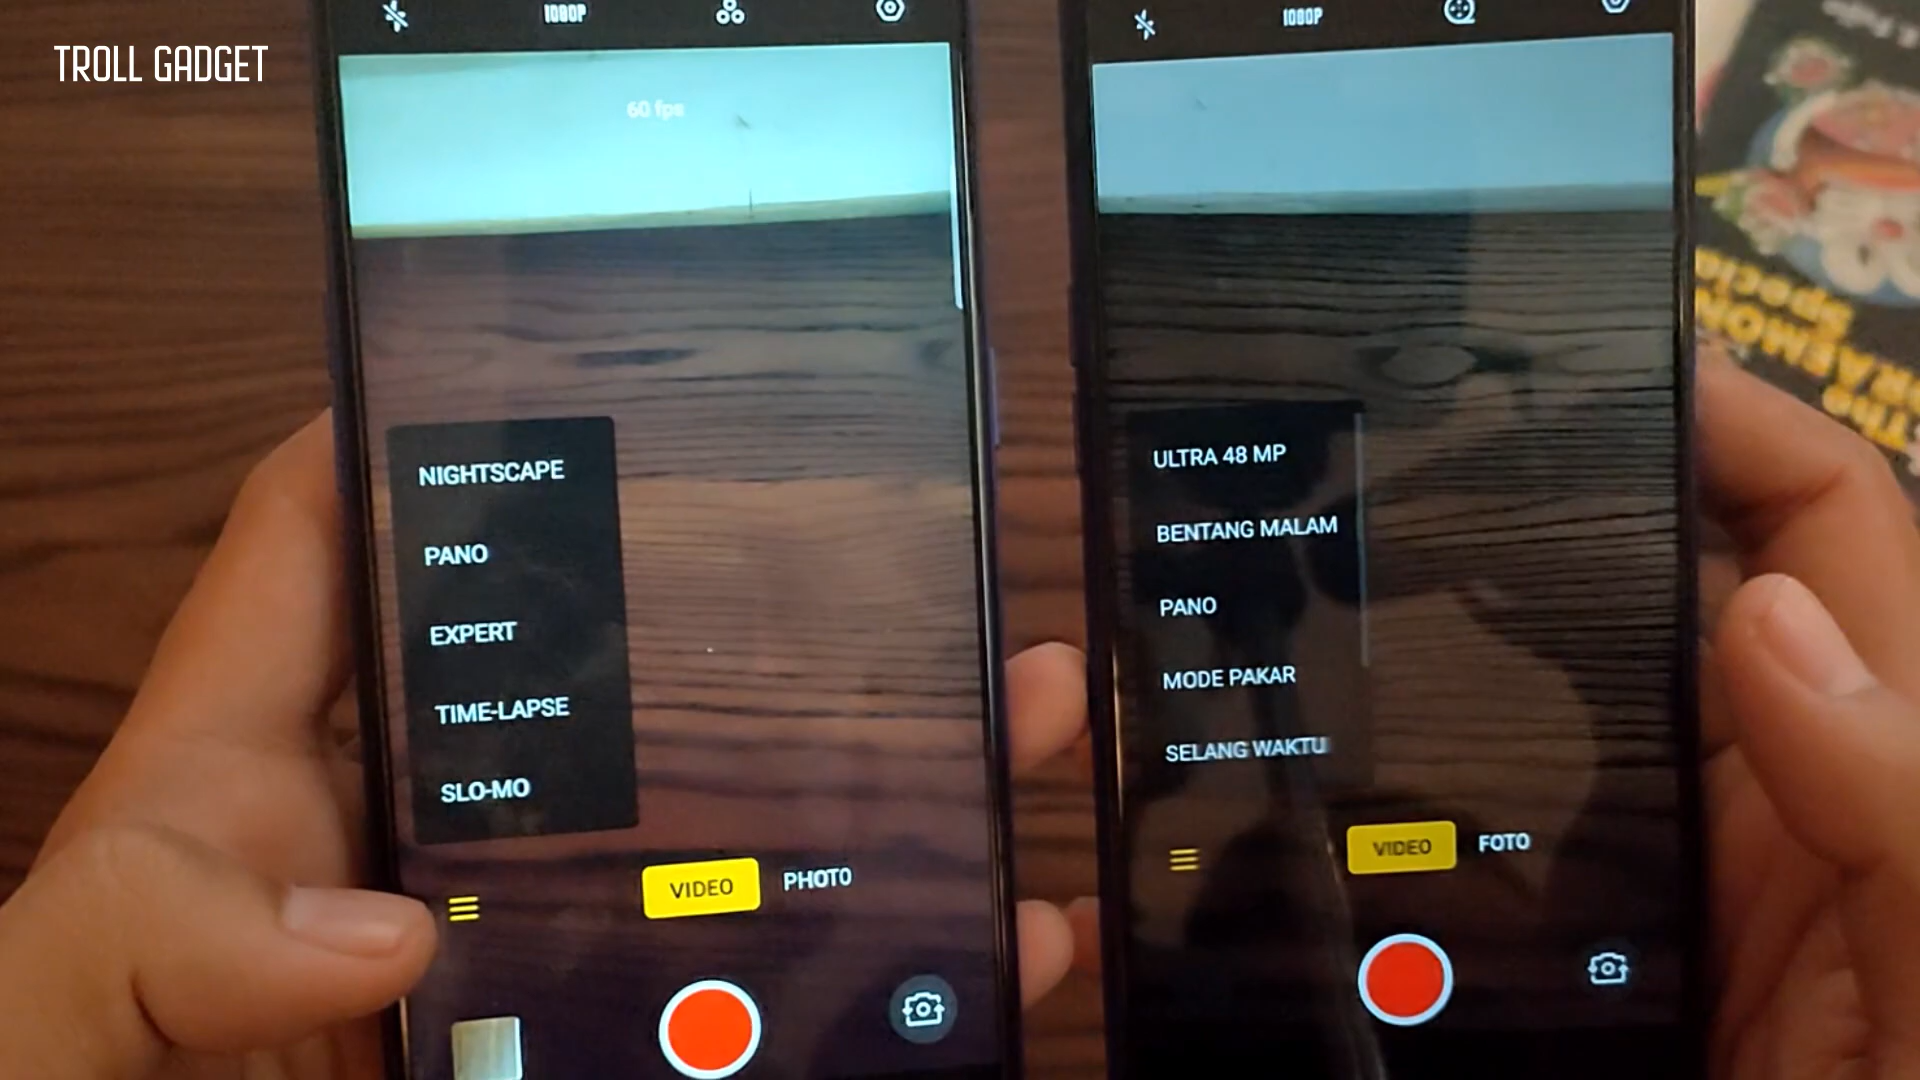 TROLL GADGET
1080P
60 fps
NIGHTSCAPE
PANO
EXPERT
TIME-LAPSE
SLO-MO
VIDEO
PHOTO
1080P
ULTRA 48 MP
BENTANG MALAM
PANO
MODE PAKAR
SELANG WAKTU
VIDEO
FOTO